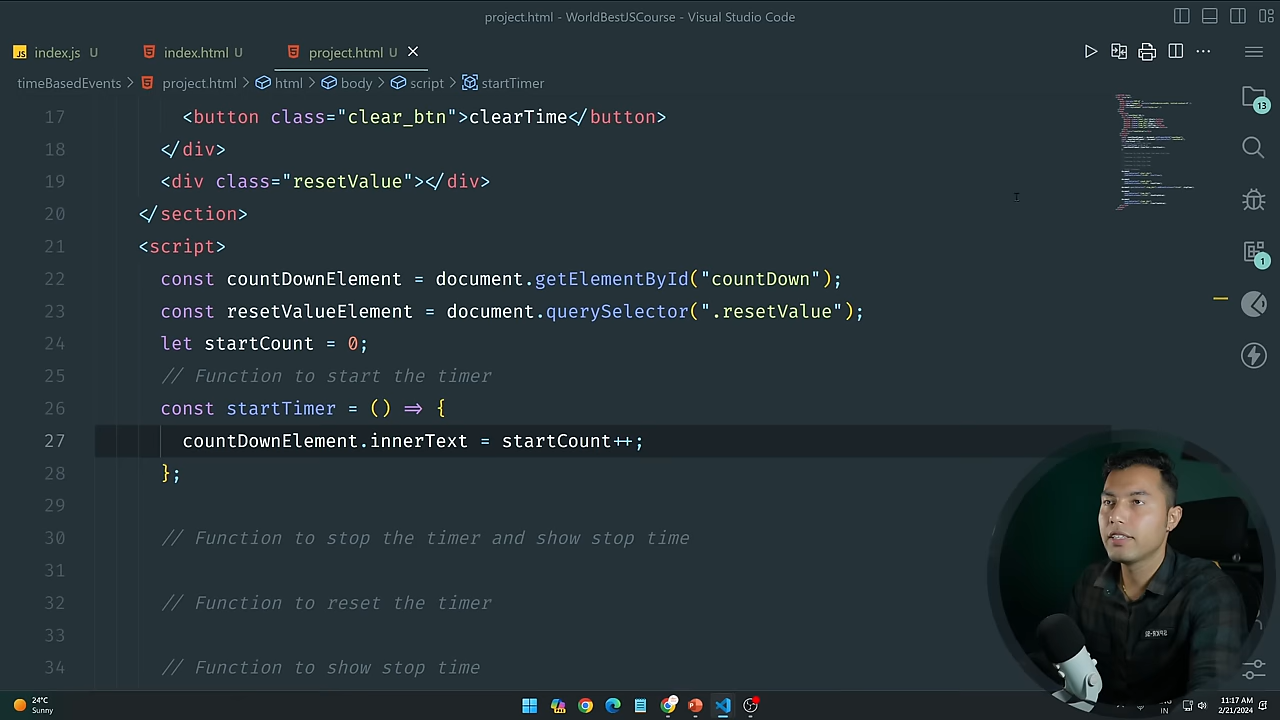 project.html - WorldBestJSCourse - Visual Studio Code
JS index.js U
index.html U
project.html U
timeBasedEvents > project.html > html > body > script > startTimer
13
17 <button class="clear_btn">clearTime</button>
18 </div>
19 <div class="resetValue"></div>
20 </section>
21 <script>
22 const countDownElement = document.getElementById("countDown");
1
23 const resetValueElement = document.querySelector(".resetValue");
24 let startCount = 0;
25 // Function to start the timer
26 const startTimer = () => {
27 countDownElement.innerText = startCount++;
28 };
29
30 // Function to stop the timer and show stop time
31
32 // Function to reset the timer
33
34 // Function to show stop time
24°C
Sunny
IN
11:17 AM
2/21/2024